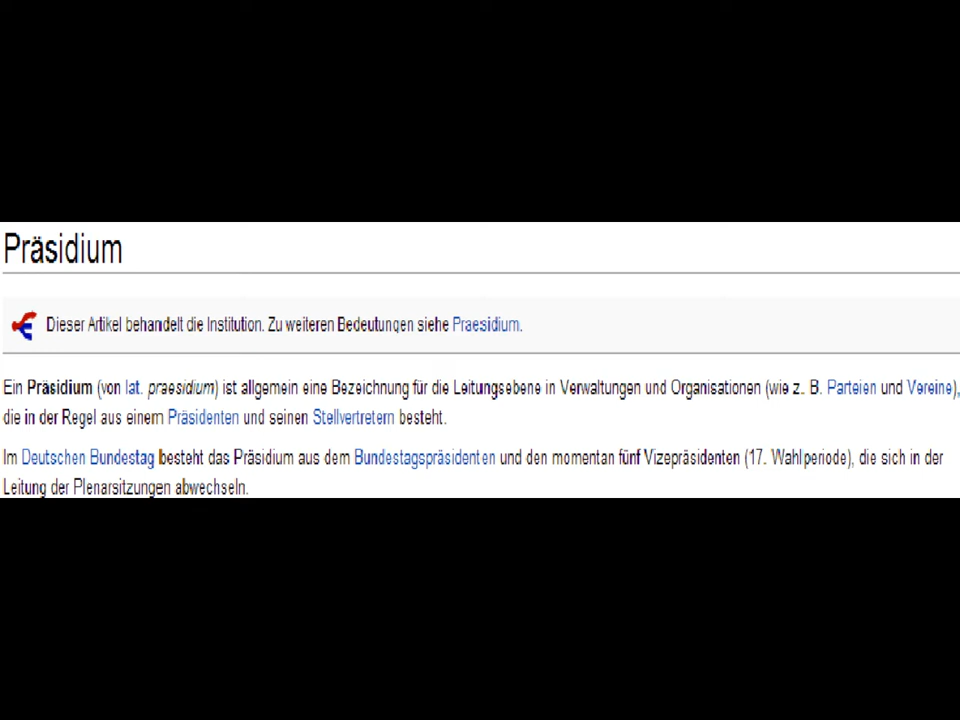 Präsidium
Dieser Artikel behandelt die Institution. Zu weiteren Bedeutungen siehe Praesidium.
Ein Präsidium (von lat. praesidium) ist allgemein eine Bezeichnung für die Leitungsebene in Verwaltungen und Organisationen (wie z. B. Parteien und Vereine),
die in der Regel aus einem Präsidenten und seinen Stellvertretern besteht.
Im Deutschen Bundestag besteht das Präsidium aus dem Bundestagspräsidenten und den momentan fünf Vizepräsidenten (17. Wahlperiode), die sich in der
Leitung der Plenarsitzungen abwechseln.